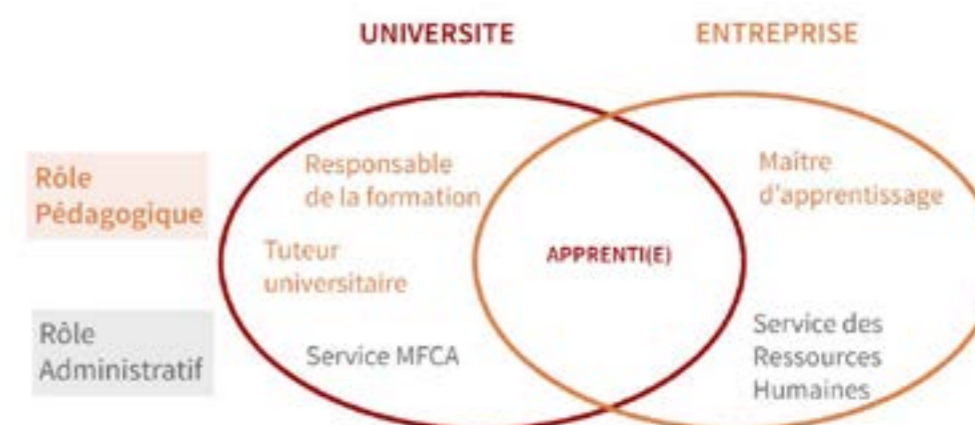 UNIVERSITE
ENTREPRISE
Rôle
Pédagogique
Responsable
de la formation
Maître
d'apprentissage
Tuteur
universitaire
APPRENTI(E)
Rôle
Administratif
Service MFCA
Service des
Ressources
Humaines